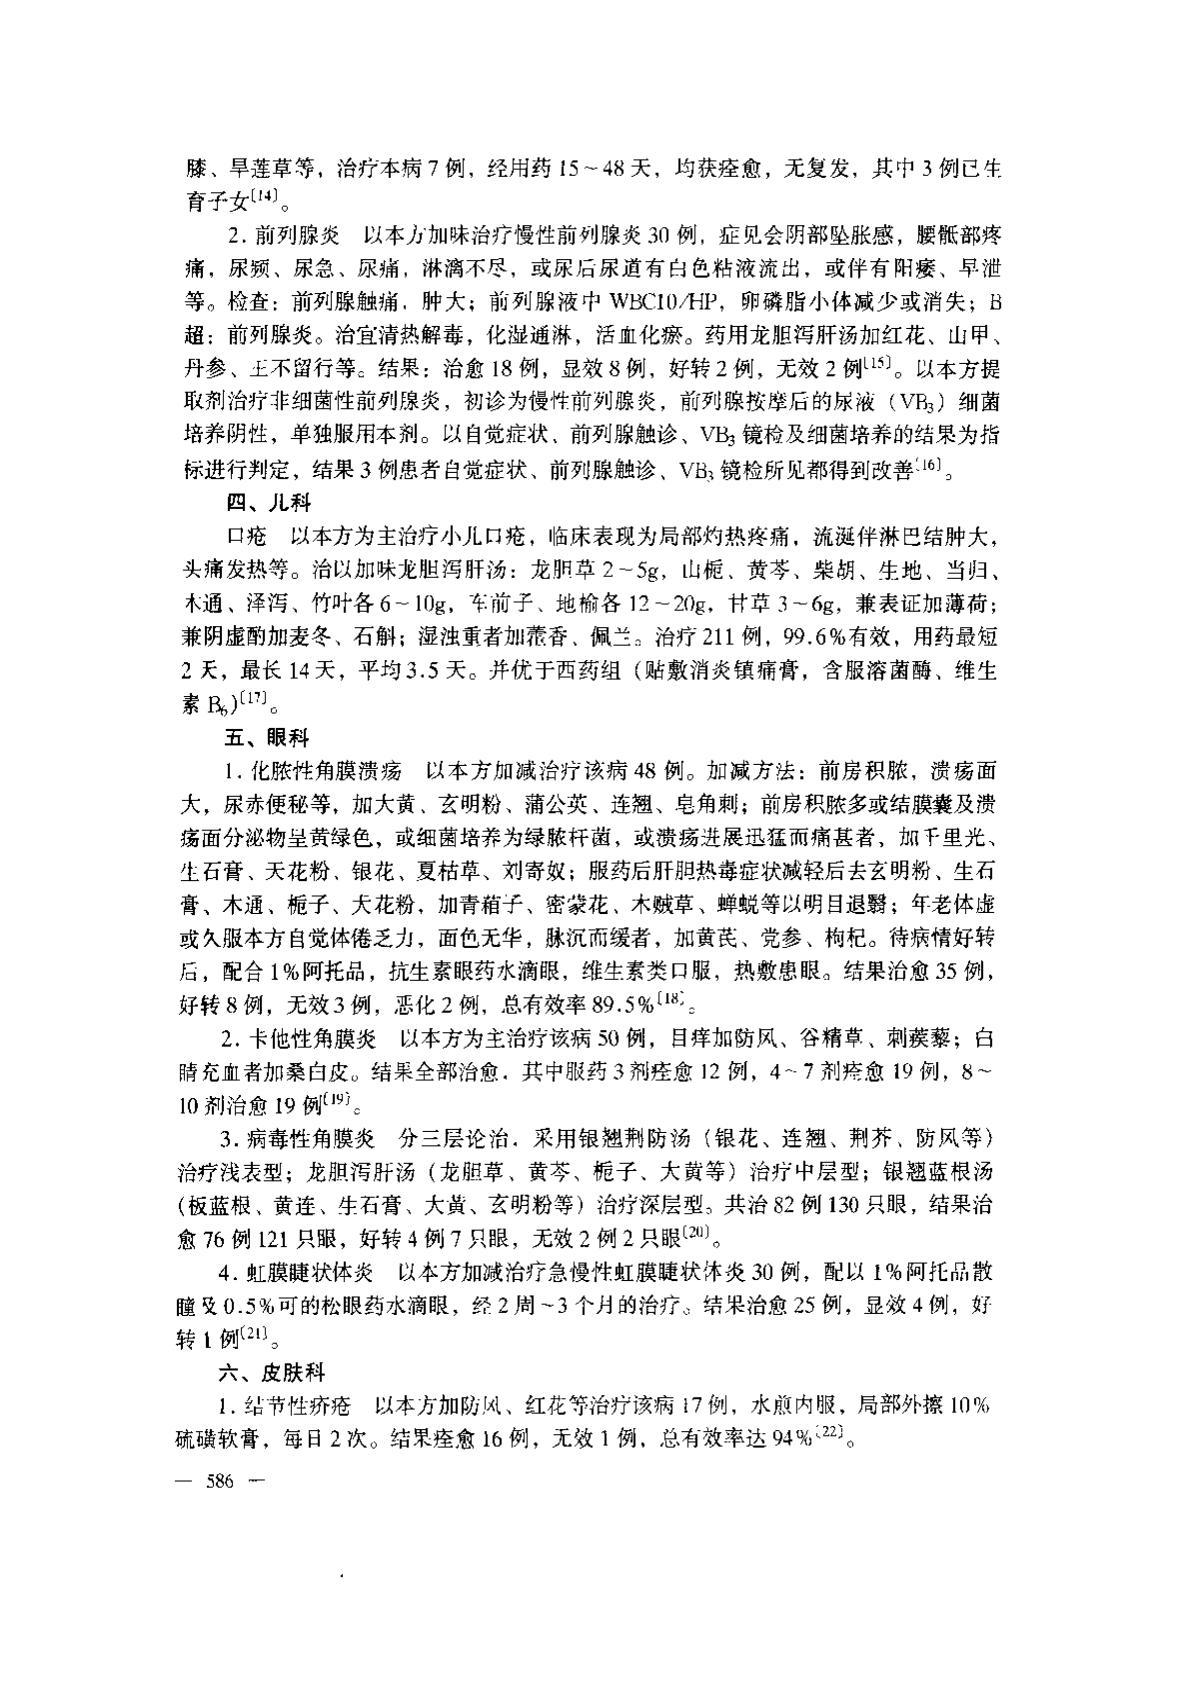 膝、旱莲草等，治疗本病 7 例，经用药 15～48 天，均获痊愈，无复发，其中 3 例已生
育子女〔14〕。
2. 前列腺炎　以本方加味治疗慢性前列腺炎 30 例，症见会阴部坠胀感，腰骶部疼
痛，尿频、尿急、尿痛，淋漓不尽，或尿后尿道有白色粘液流出，或伴有阳痿、早泄
等。检查：前列腺触痛，肿大；前列腺液中 WBC10/HP，卵磷脂小体减少或消失；B
超：前列腺炎。治宜清热解毒，化湿通淋，活血化瘀。药用龙胆泻肝汤加红花、山甲、
丹参、王不留行等。结果：治愈 18 例，显效 8 例，好转 2 例，无效 2 例〔15〕。以本方提
取剂治疗非细菌性前列腺炎，初诊为慢性前列腺炎，前列腺按摩后的尿液（VB₃）细菌
培养阴性，单独服用本剂。以自觉症状、前列腺触诊、VB₃ 镜检及细菌培养的结果为指
标进行判定，结果 3 例患者自觉症状、前列腺触诊、VB₃ 镜检所见都得到改善〔16〕。
四、儿科
口疮　以本方为主治疗小儿口疮，临床表现为局部灼热疼痛，流涎伴淋巴结肿大，
头痛发热等。治以加味龙胆泻肝汤：龙胆草 2～5g，山栀、黄芩、柴胡、生地、当归、
木通、泽泻、竹叶各 6～10g，车前子、地榆各 12～20g，甘草 3～6g，兼表证加薄荷；
兼阴虚酌加麦冬、石斛；湿浊重者加藿香、佩兰。治疗 211 例，99.6%有效，用药最短
2 天，最长 14 天，平均 3.5 天。并优于西药组（贴敷消炎镇痛膏，含服溶菌酶、维生
素 B₆)〔17〕。
五、眼科
1. 化脓性角膜溃疡　以本方加减治疗该病 48 例。加减方法：前房积脓，溃疡面
大，尿赤便秘等，加大黄、玄明粉、蒲公英、连翘、皂角刺；前房积脓多或结膜囊及溃
疡面分泌物呈黄绿色，或细菌培养为绿脓杆菌，或溃疡进展迅猛而痛甚者，加千里光、
生石膏、天花粉、银花、夏枯草、刘寄奴；服药后肝胆热毒症状减轻后去玄明粉、生石
膏、木通、栀子、天花粉，加青葙子、密蒙花、木贼草、蝉蜕等以明目退翳；年老体虚
或久服本方自觉体倦乏力，面色无华，脉沉而缓者，加黄芪、党参、枸杞。待病情好转
后，配合 1%阿托品，抗生素眼药水滴眼，维生素类口服，热敷患眼。结果治愈 35 例，
好转 8 例，无效 3 例，恶化 2 例，总有效率 89.5%〔18〕。
2. 卡他性角膜炎　以本方为主治疗该病 50 例，目痒加防风、谷精草、刺蒺藜；白
睛充血者加桑白皮。结果全部治愈，其中服药 3 剂痊愈 12 例，4～7 剂痊愈 19 例，8～
10 剂治愈 19 例〔19〕。
3. 病毒性角膜炎　分三层论治，采用银翘荆防汤（银花、连翘、荆芥、防风等）
治疗浅表型；龙胆泻肝汤（龙胆草、黄芩、栀子、大黄等）治疗中层型；银翘蓝根汤
(板蓝根、黄连、生石膏、大黄、玄明粉等）治疗深层型。共治 82 例 130 只眼，结果治
愈 76 例 121 只眼，好转 4 例 7 只眼，无效 2 例 2 只眼〔20〕。
4. 虹膜睫状体炎　以本方加减治疗急慢性虹膜睫状体炎 30 例，配以 1%阿托品散
瞳及 0.5%可的松眼药水滴眼，经 2 周～3 个月的治疗。结果治愈 25 例，显效 4 例，好
转 1 例〔21〕。
六、皮肤科
1. 结节性疥疮　以本方加防风、红花等治疗该病 17 例，水煎内服，局部外擦 10%
硫磺软膏，每日 2 次。结果痊愈 16 例，无效 1 例，总有效率达 94%〔22〕。
— 586 —